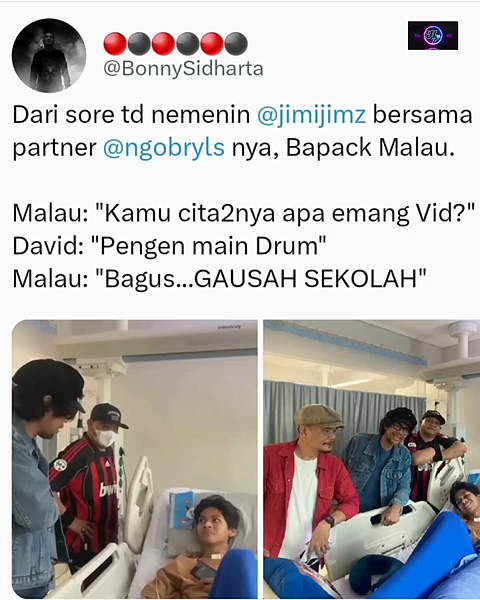 @BonnySidharta
Dari sore td nemenin @jimijimz bersama
partner @ngobryls nya, Bapack Malau.
Malau: "Kamu cita2nya apa emang Vid?"
David: "Pengen main Drum"
Malau: "Bagus...GAUSAH SEKOLAH"
bwin